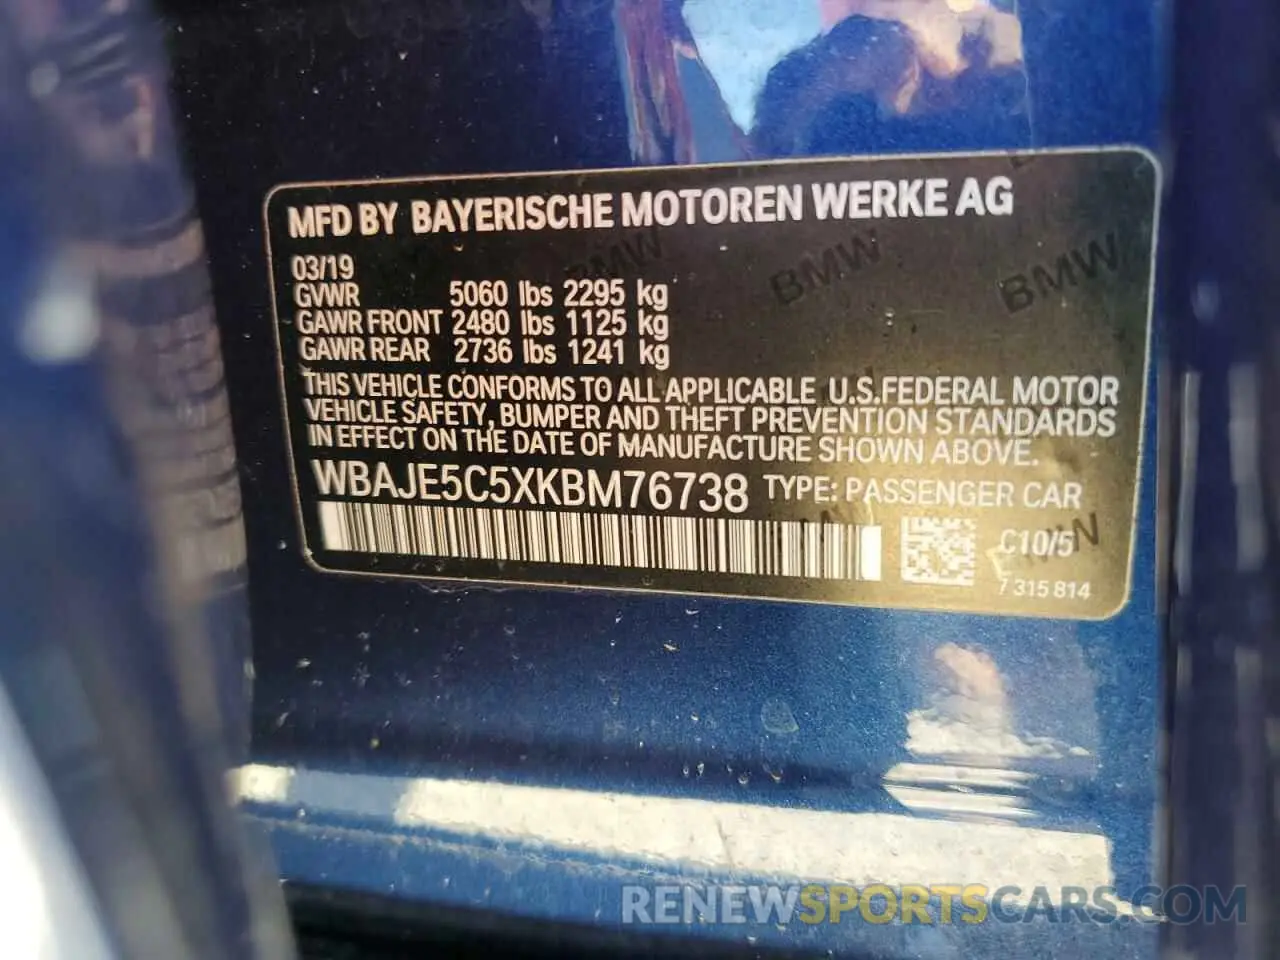 MFD BY BAYERISCHE MOTOREN WERKE AG
03/19
GVWR 5060 lbs 2295 kg
GAWR FRONT 2480 lbs 1125 kg
GAWR REAR 2736 lbs 1241 kg
THIS VEHICLE CONFORMS TO ALL APPLICABLE U.S.FEDERAL MOTOR
VEHICLE SAFETY, BUMPER AND THEFT PREVENTION STANDARDS
IN EFFECT ON THE DATE OF MANUFACTURE SHOWN ABOVE.
WBAJE5C5XKBM76738 TYPE: PASSENGER CAR
C10/5
7 315 814
BMW
BMW
BMW
RENEWSPORTSCARS.COM